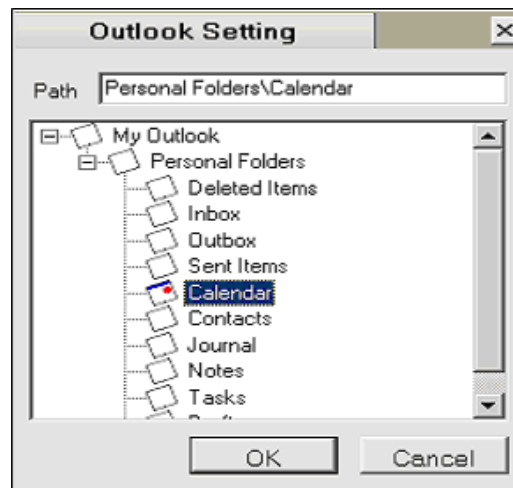 Outlook Setting
Path Personal Folders\Calendar
My Outlook
Personal Folders
Deleted Items
Inbox
Outbox
Sent Items
Calendar
Contacts
Journal
Notes
Tasks
OK Cancel